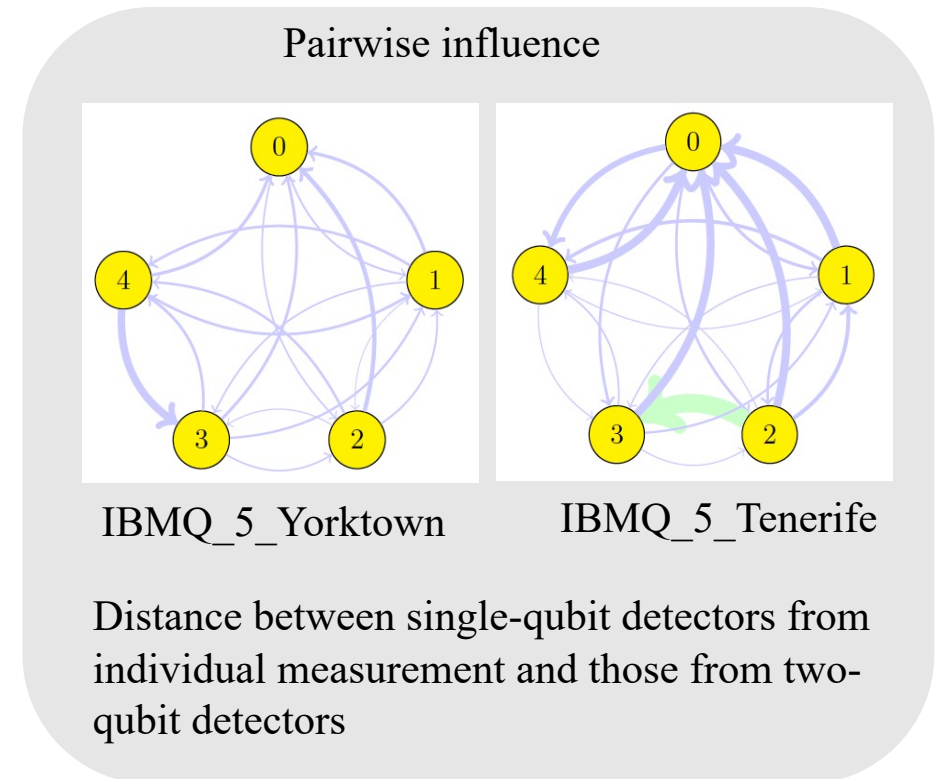 Pairwise influence
0
0
4
1
4
1
3
2
3
2
IBMQ_5_Yorktown
IBMQ_5_Tenerife
Distance between single-qubit detectors from
individual measurement and those from two-
qubit detectors